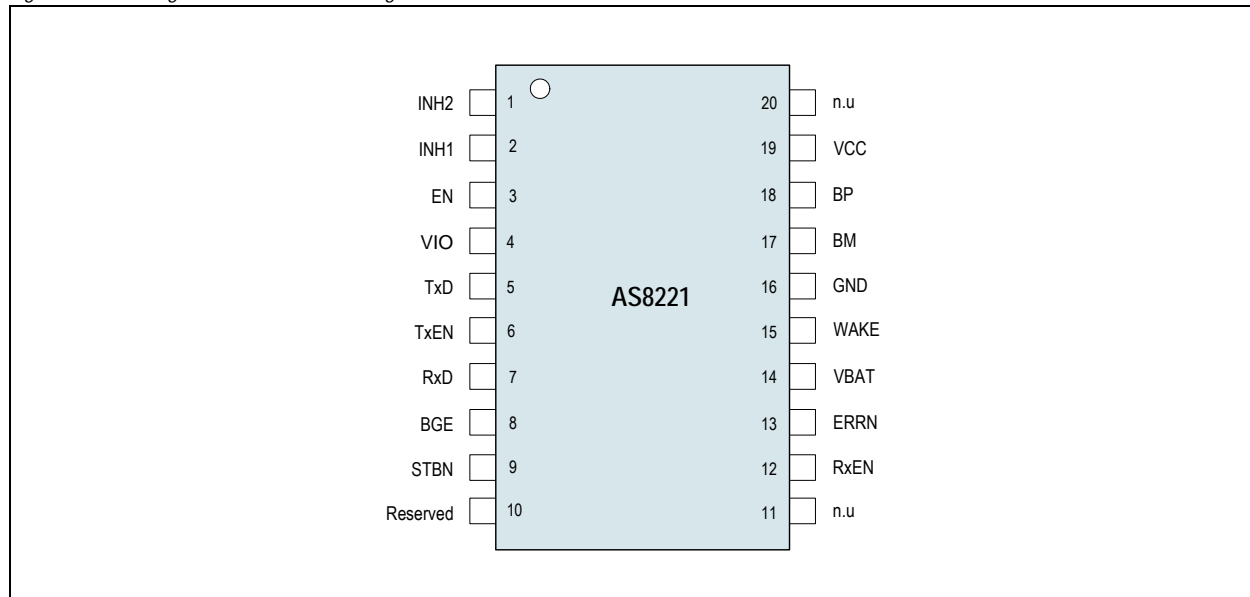 INH2 1 20 n.u
INH1 2 19 VCC
EN 3 18 BP
VIO 4 17 BM
TxD 5 16 GND
AS8221
TxEN 6 15 WAKE
RxD 7 14 VBAT
BGE 8 13 ERRN
STBN 9 12 RxEN
Reserved 10 11 n.u